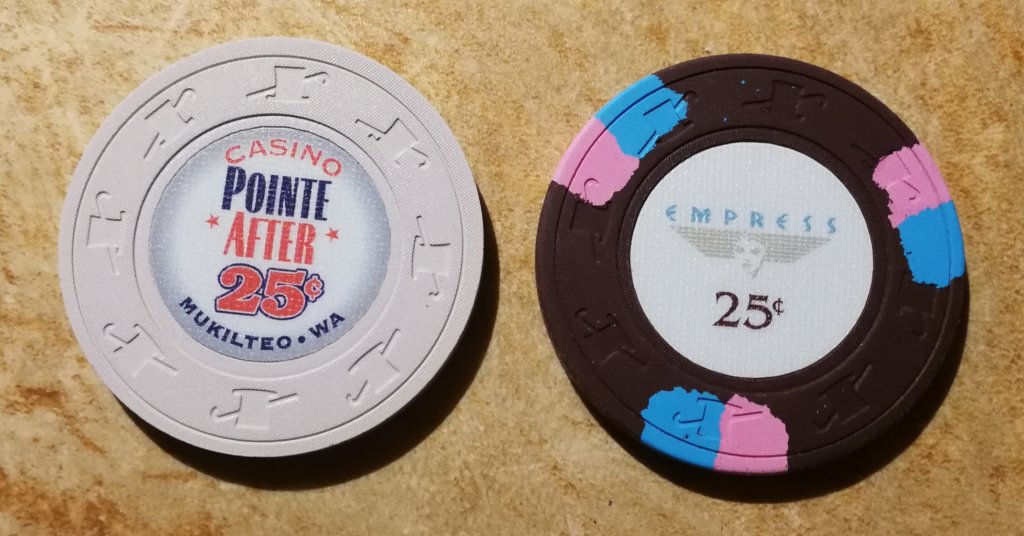 CASINO
POINTE
AFTER
25¢
MUKILTEO • WA
EMPRESS
25¢